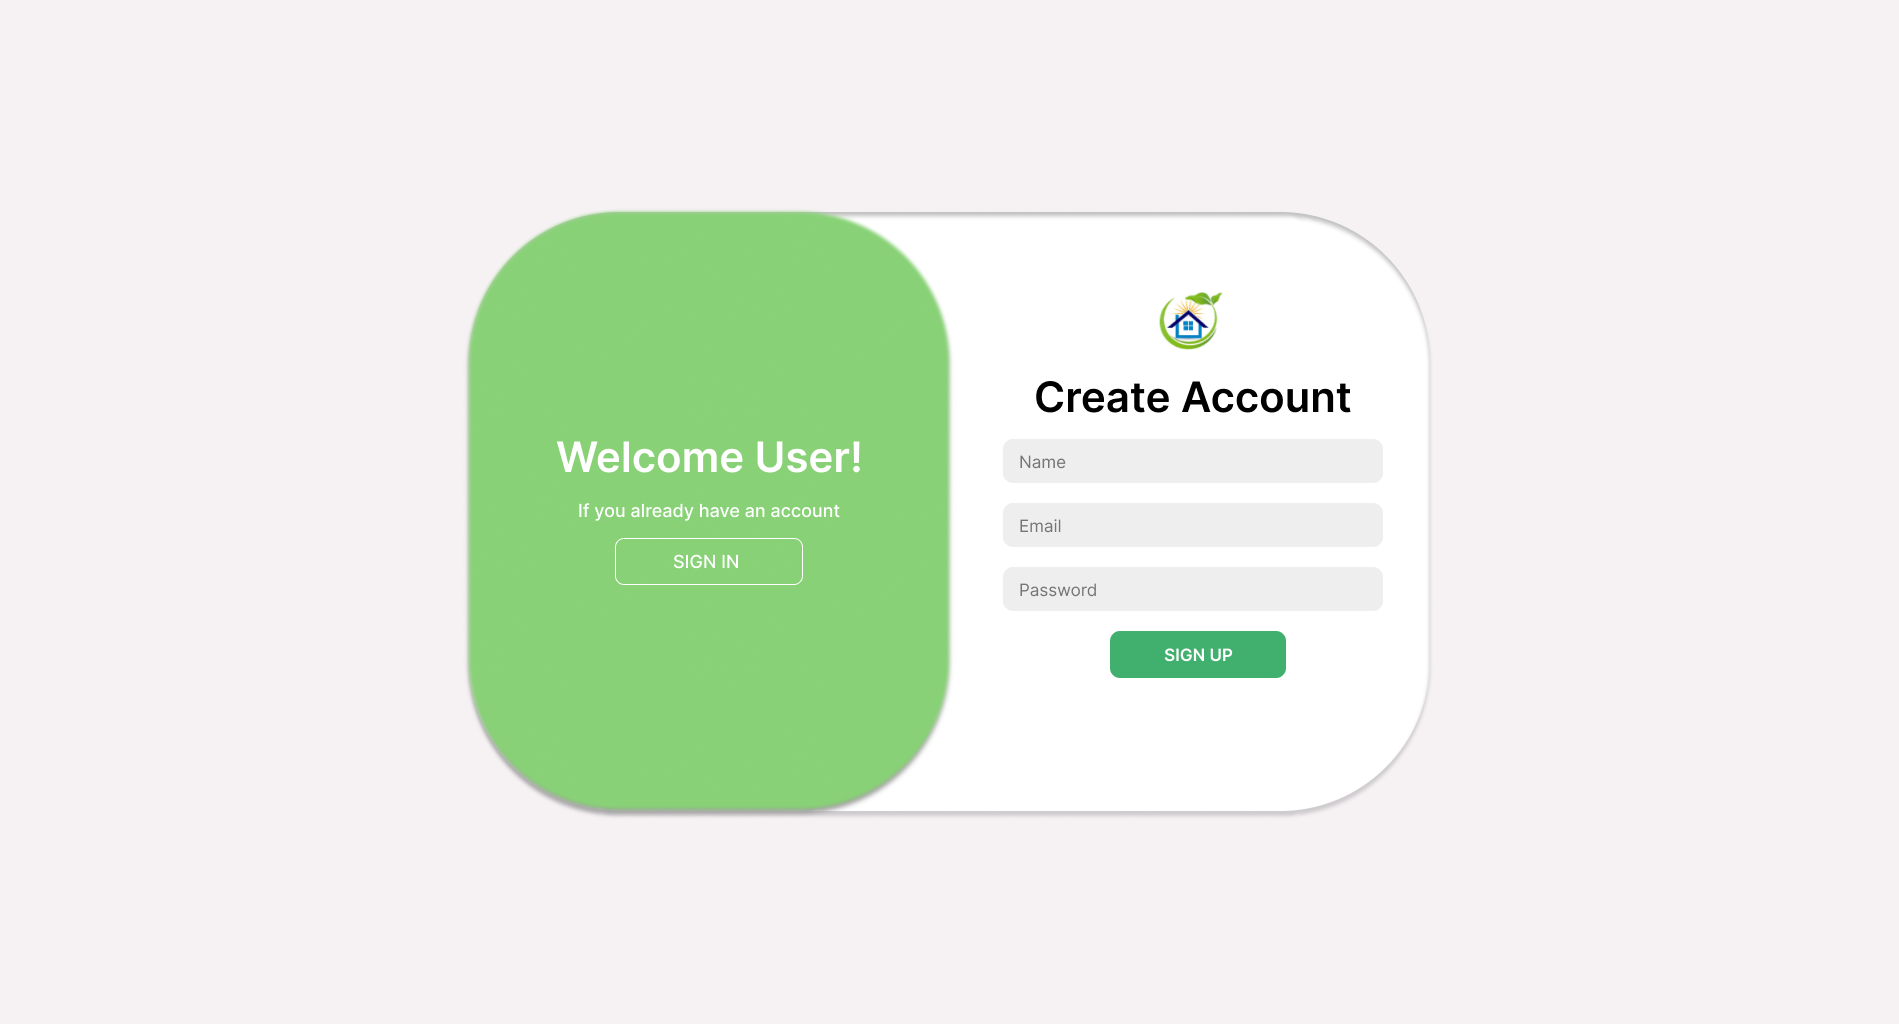 Welcome User!
If you already have an account
SIGN IN
Create Account
Name
Email
Password
SIGN UP